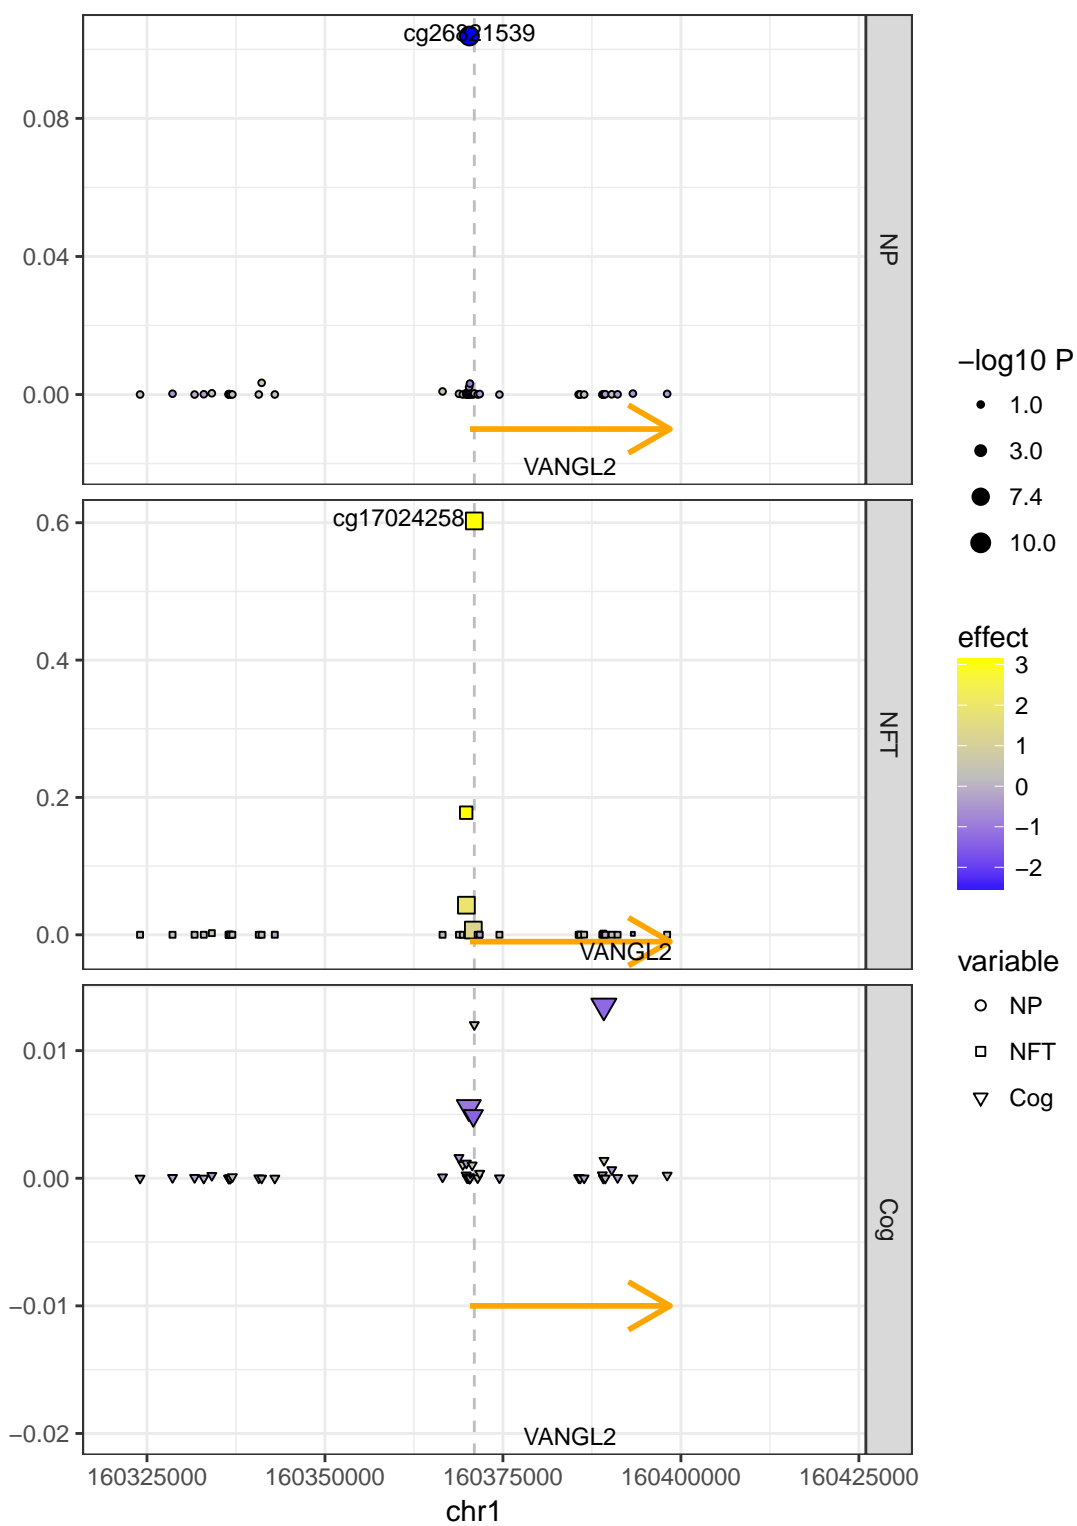 cg26821539
0.08
0.04
0.00
VANGL2
NP
cg17024258
0.6
0.4
0.2
0.0
VANGL2
NFT
0.01
0.00
−0.01
−0.02
VANGL2
Cog
160325000 160350000 160375000 160400000 160425000
chr1
−log10 P
1.0
3.0
7.4
10.0
effect
3
2
1
0
−1
−2
variable
NP
NFT
Cog